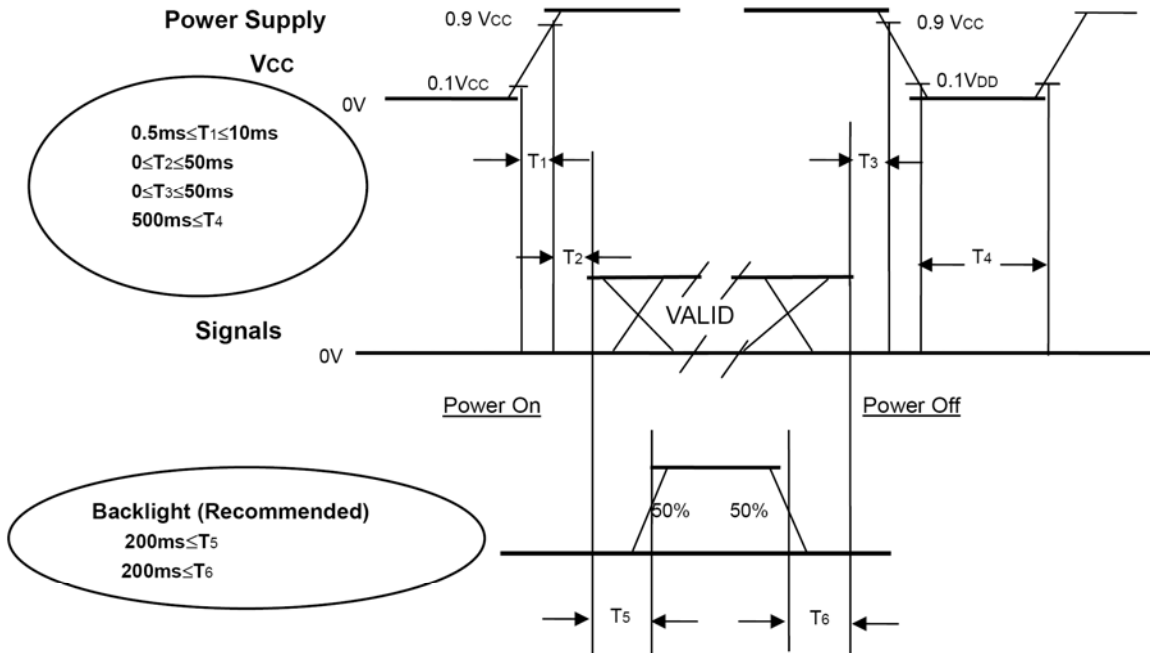 Power Supply
VCC
0.9 VCC
0.9 VCC
0.1VCC
0.1VDD
0V
0.5ms≤T1≤10ms
0≤T2≤50ms
0≤T3≤50ms
500ms≤T4
T1
T3
T2
T4
VALID
Signals
0V
Power On
Power Off
Backlight (Recommended)
200ms≤T5
200ms≤T6
50%
50%
T5
T6